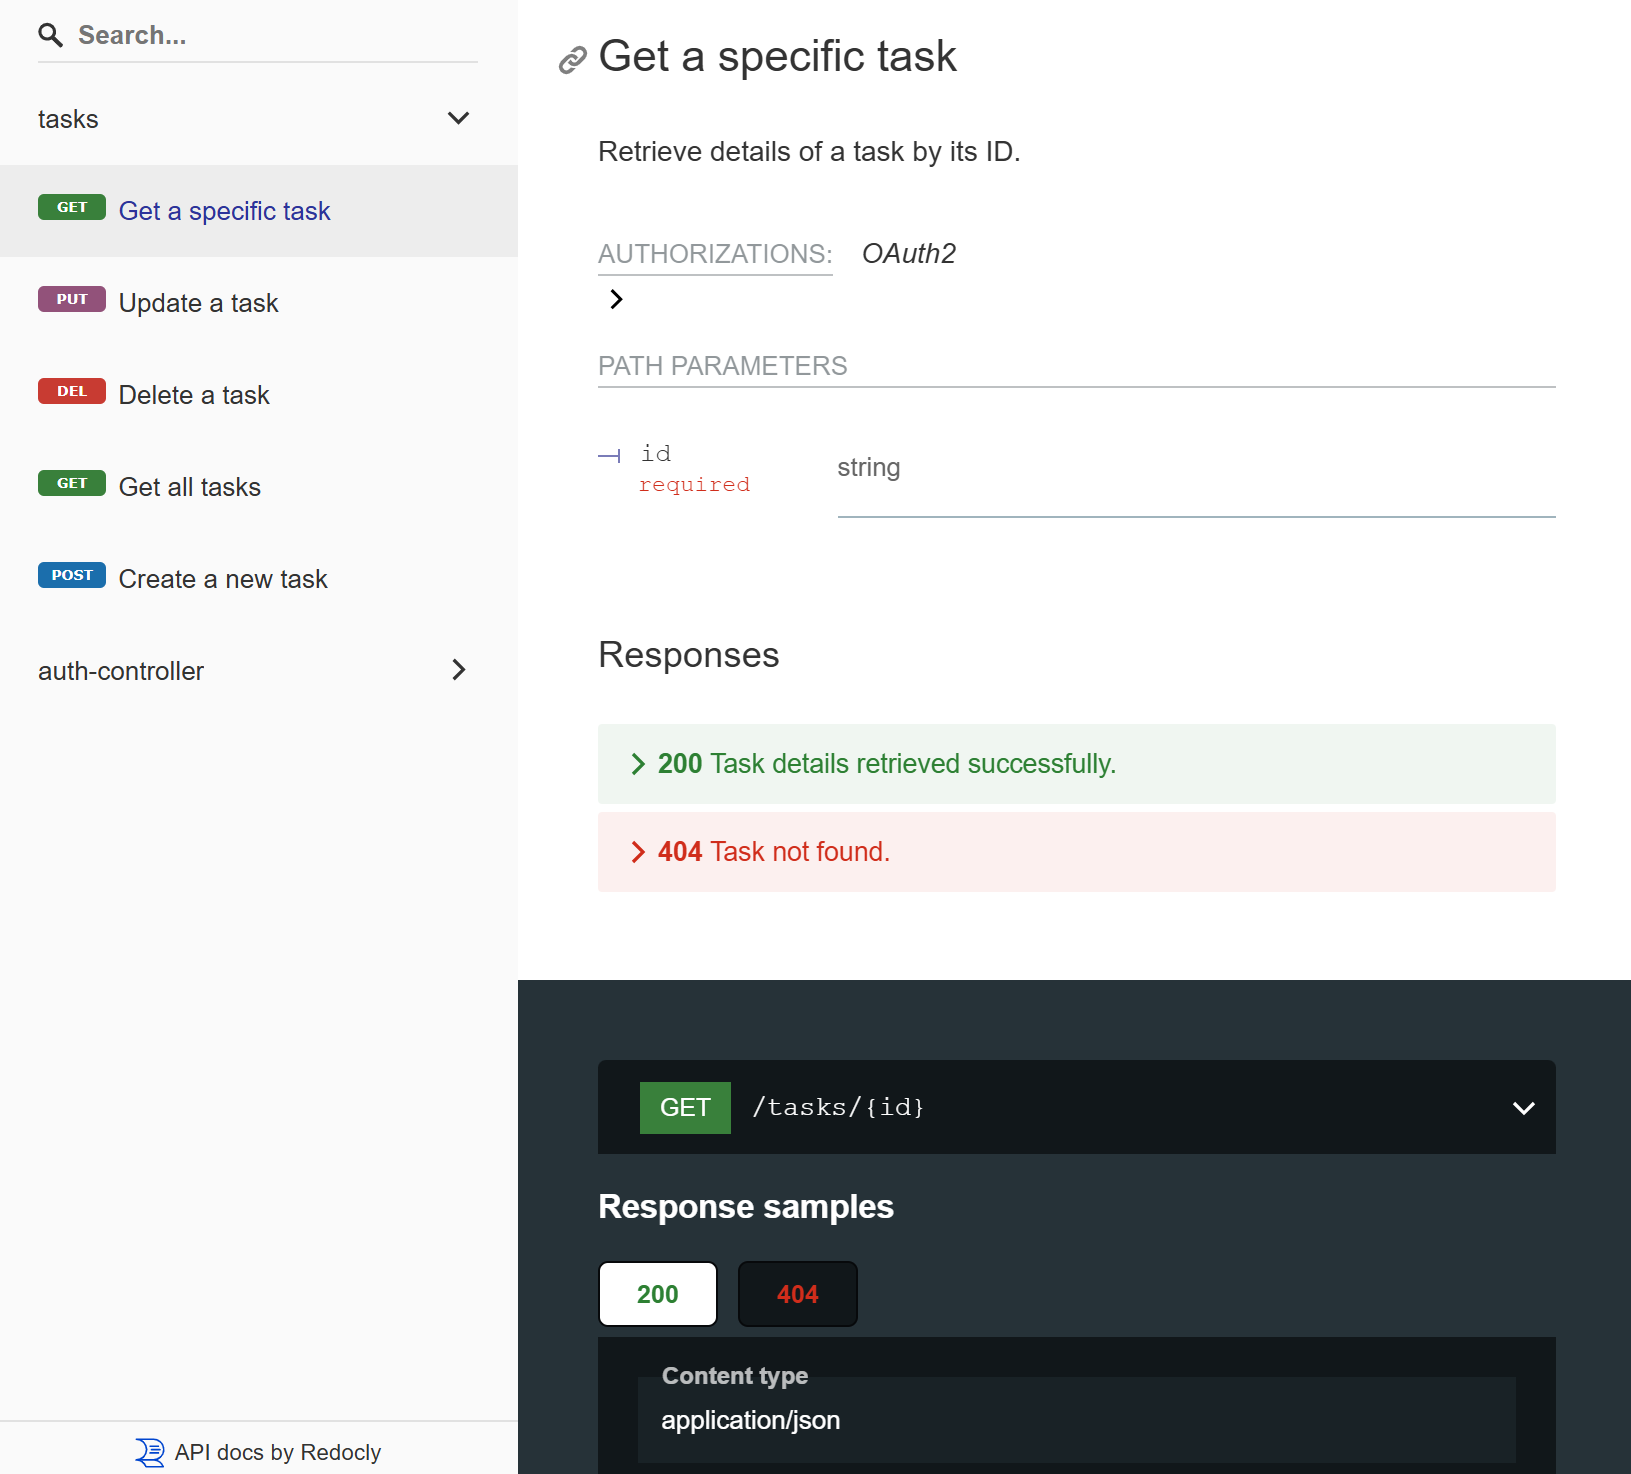 Search...
tasks
GET Get a specific task
PUT Update a task
DEL Delete a task
GET Get all tasks
POST Create a new task
auth-controller
API docs by Redocly
Get a specific task
Retrieve details of a task by its ID.
AUTHORIZATIONS: OAuth2
PATH PARAMETERS
id
required
string
Responses
200 Task details retrieved successfully.
404 Task not found.
GET /tasks/{id}
Response samples
200 404
Content type
application/json